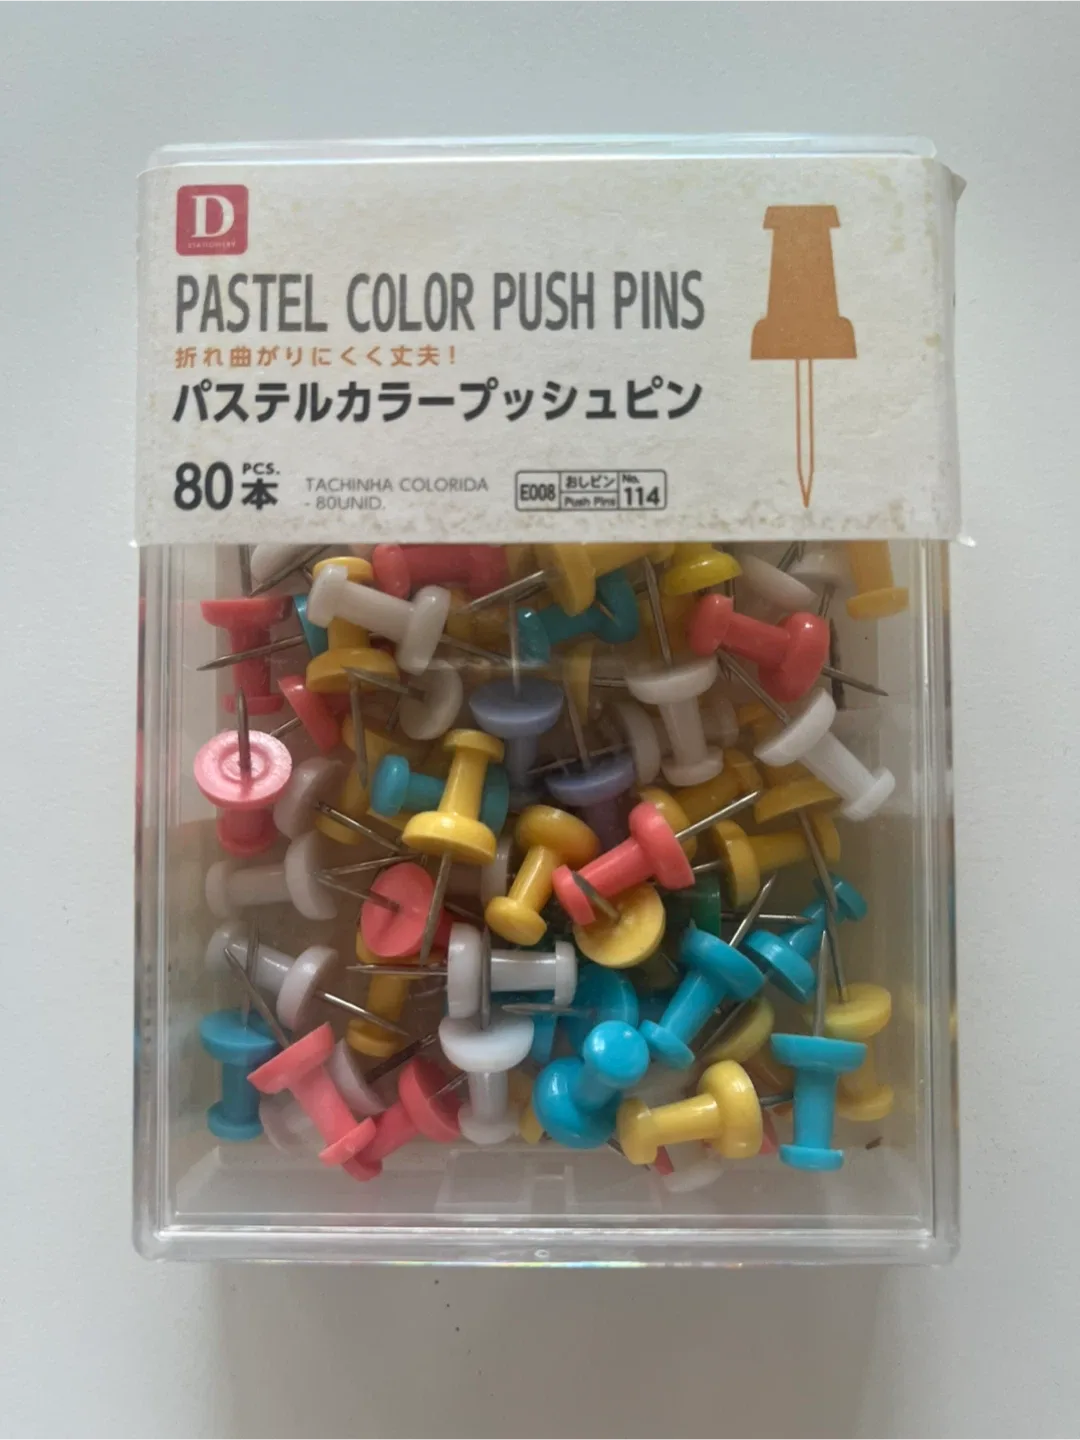 D
STATIONERY
PASTEL COLOR PUSH PINS
折れ曲がりにくく丈夫!
パステルカラープッシュピン
80 PCS. 本
TACHINHA COLORIDA
- 80UNID.
E008 おしピン Push Pins No. 114